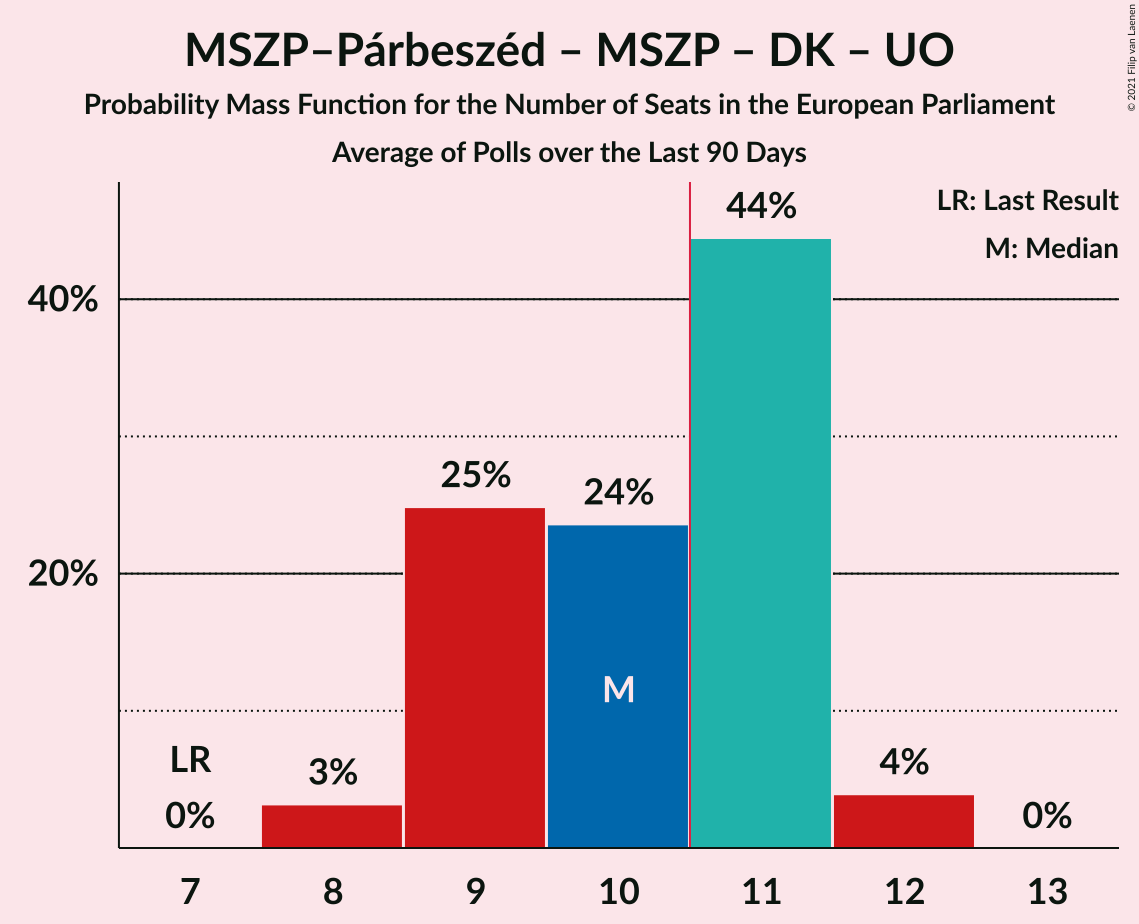 MSZP–Párbeszéd – MSZP – DK – UO
Probability Mass Function for the Number of Seats in the European Parliament
Average of Polls over the Last 90 Days
© 2021 Filip van Laenen
LR: Last Result
M: Median
44%
40%
25%
24%
20%
M
LR
0%
3%
4%
0%
7
8
9
10
11
12
13